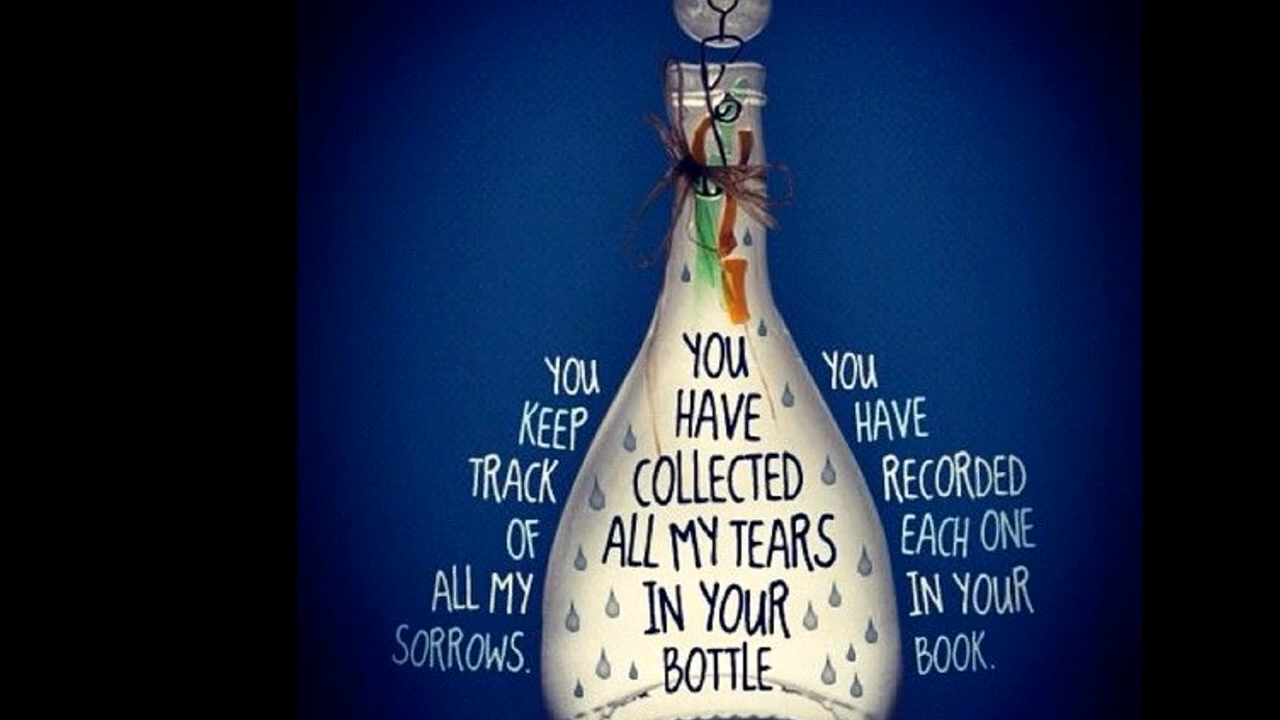 YOU
KEEP
TRACK
OF
ALL MY
SORROWS.
YOU
HAVE
COLLECTED
ALL MY TEARS
IN YOUR
BOTTLE
YOU
HAVE
RECORDED
EACH ONE
IN YOUR
BOOK.